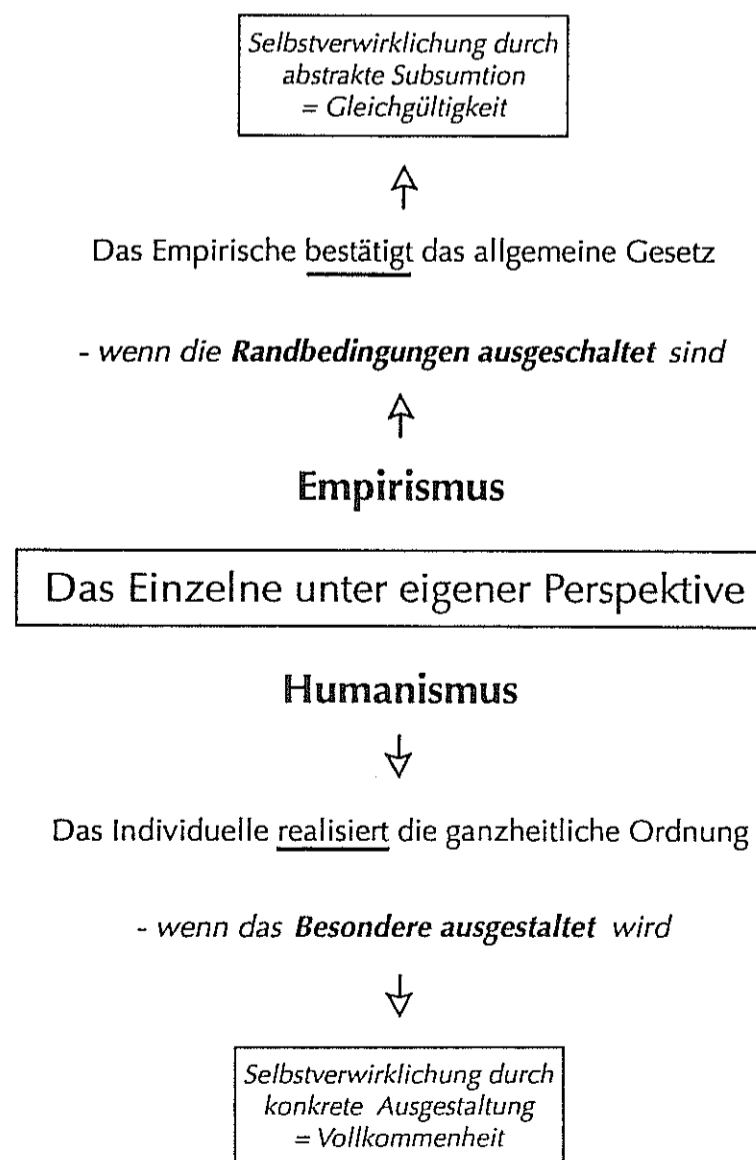 Selbstverwirklichung durch
abstrakte Subsumtion
= Gleichgültigkeit
Das Empirische bestätigt das allgemeine Gesetz
- wenn die Randbedingungen ausgeschaltet sind
Empirismus
Das Einzelne unter eigener Perspektive
Humanismus
Das Individuelle realisiert die ganzheitliche Ordnung
- wenn das Besondere ausgestaltet wird
Selbstverwirklichung durch
konkrete Ausgestaltung
= Vollkommenheit